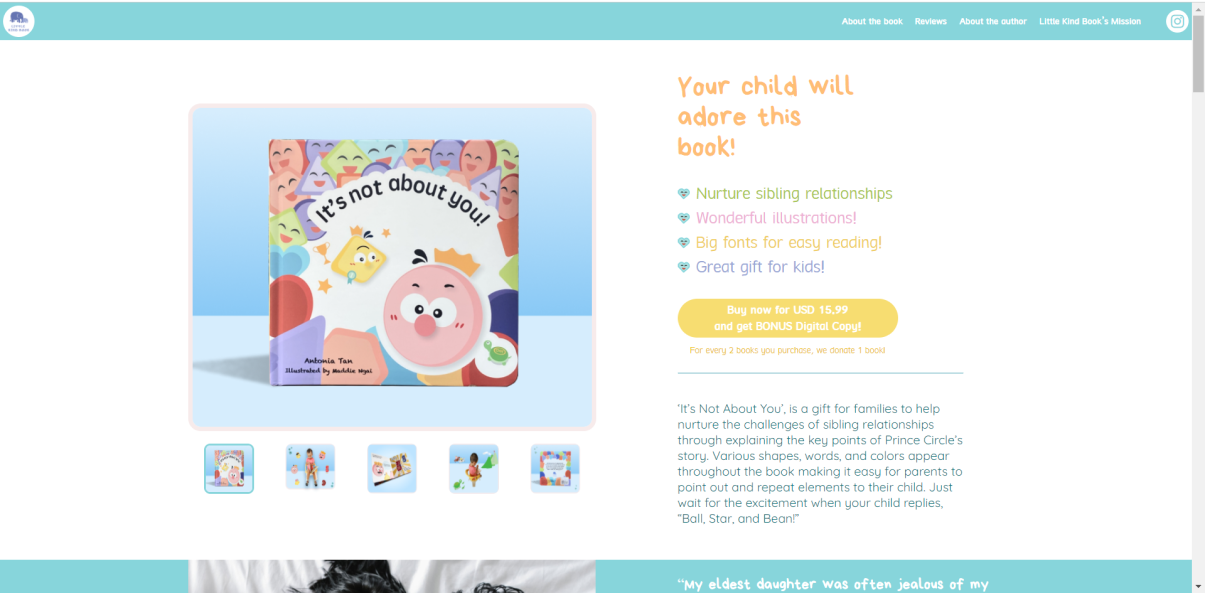 LITTLE
KIND BOOK
About the book
Reviews
About the author
Little Kind Book's Mission
Your child will
adore this
book!
It's not about you!
Antonia Tan
Illustrated by Maddie Ngai
Nurture sibling relationships
Wonderful illustrations!
Big fonts for easy reading!
Great gift for kids!
Buy now for USD 15,99
and get BONUS Digital Copy!
For every 2 books you purchase, we donate 1 book!
‘It’s Not About You’, is a gift for families to help
nurture the challenges of sibling relationships
through explaining the key points of Prince Circle’s
story. Various shapes, words, and colors appear
throughout the book making it easy for parents to
point out and repeat elements to their child. Just
wait for the excitement when your child replies,
“Ball, Star, and Bean!”
“My eldest daughter was often jealous of my